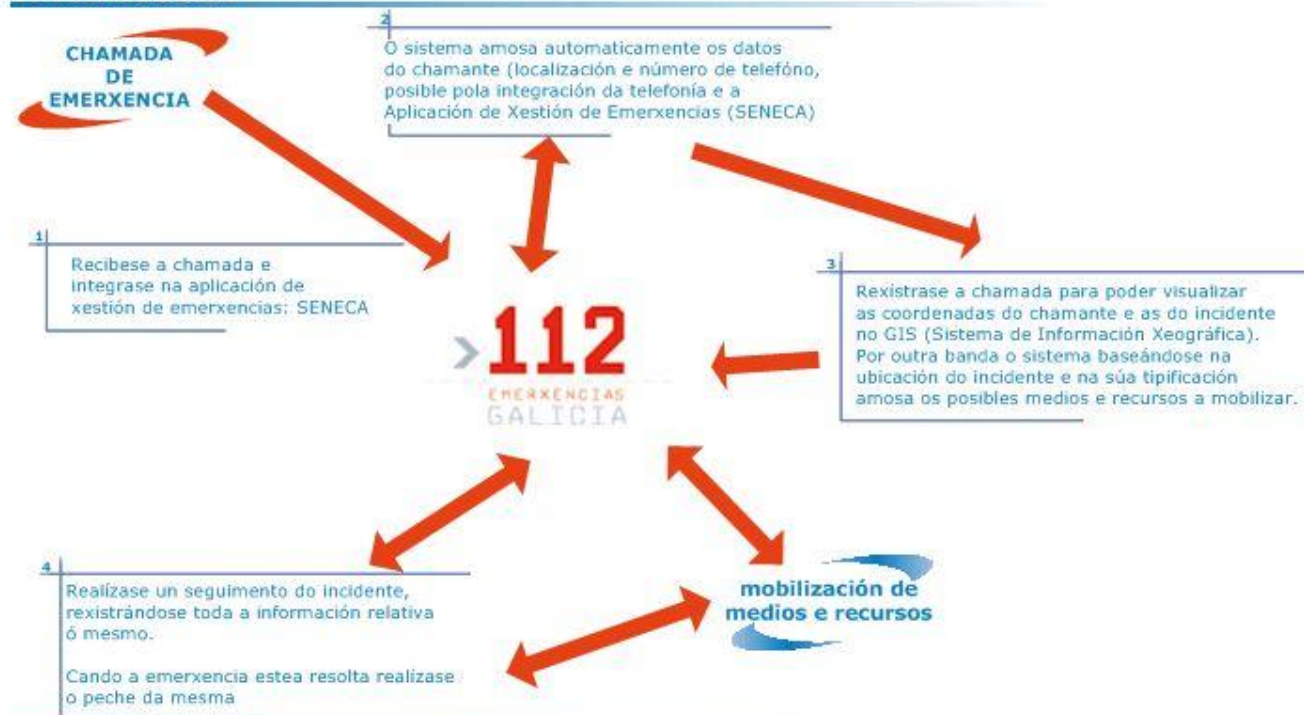 CHAMADA
DE
EMERXENCIA
2
O sistema amosa automaticamente os datos
do chamante (localización e número de telefóno,
posible pola integración da telefonía e a
Aplicación de Xestión de Emerxencias (SENECA)
1
Recibese a chamada e
integrase na aplicación de
xestión de emerxencias: SENECA
3
Rexístrase a chamada para poder visualizar
as coordenadas do chamante e as do incidente
no GIS (Sistema de Información Xeográfica).
Por outra banda o sistema baseándose na
ubicación do incidente e na súa tipificación
amosa os posibles medios e recursos a mobilizar.
112
EMERXENCIAS
GALICIA
4
Realízase un seguimento do incidente,
rexistrándose toda a información relativa
ó mesmo.
Cando a emerxencia estea resolta realízase
o peche da mesma
mobilización de
medios e recursos